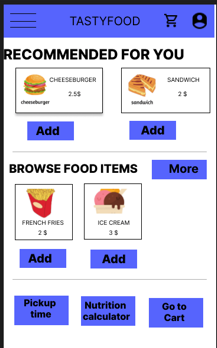 TASTYFOOD
RECOMMENDED FOR YOU
CHEESEBURGER
2.5$
cheeseburger
SANDWICH
2 $
sandwich
Add
Add
BROWSE FOOD ITEMS
More
FRENCH FRIES
2 $
ICE CREAM
3 $
Add
Add
Pickup
time
Nutrition
calculator
Go to
Cart